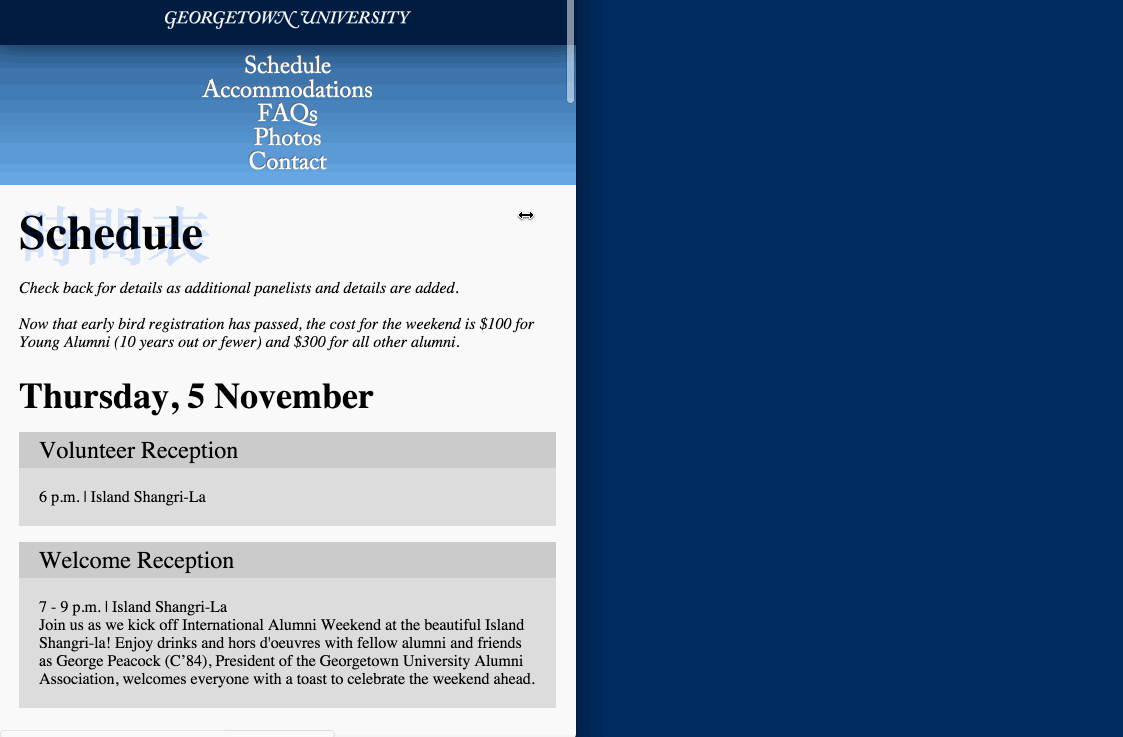 GEORGETOWN UNIVERSITY
Schedule
Accommodations
FAQs
Photos
Contact
時間表
Schedule
Check back for details as additional panelists and details are added.
Now that early bird registration has passed, the cost for the weekend is $100 for
Young Alumni (10 years out or fewer) and $300 for all other alumni.
Thursday, 5 November
Volunteer Reception
6 p.m. | Island Shangri-La
Welcome Reception
7 - 9 p.m. | Island Shangri-La
Join us as we kick off International Alumni Weekend at the beautiful Island
Shangri-la! Enjoy drinks and hors d'oeuvres with fellow alumni and friends
as George Peacock (C’84), President of the Georgetown University Alumni
Association, welcomes everyone with a toast to celebrate the weekend ahead.